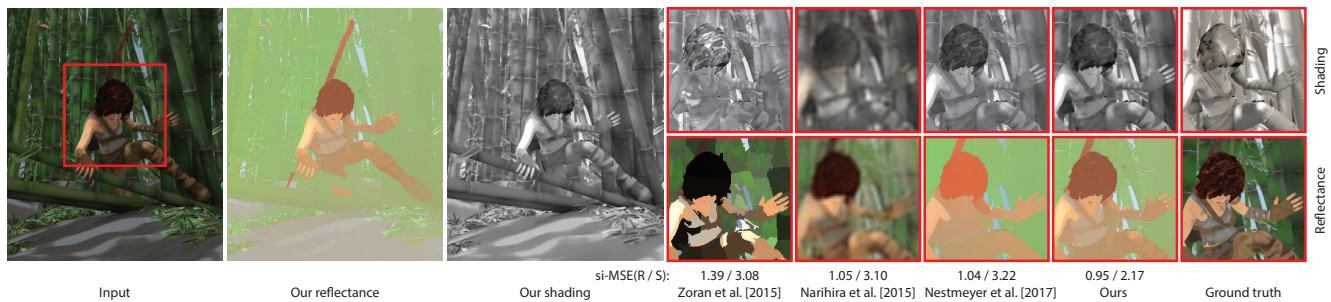 Shading
Reflectance
si-MSE(R / S):
1.39 / 3.08
1.05 / 3.10
1.04 / 3.22
0.95 / 2.17
Input
Our reflectance
Our shading
Zoran et al. [2015]
Narihira et al. [2015]
Nestmeyer et al. [2017]
Ours
Ground truth